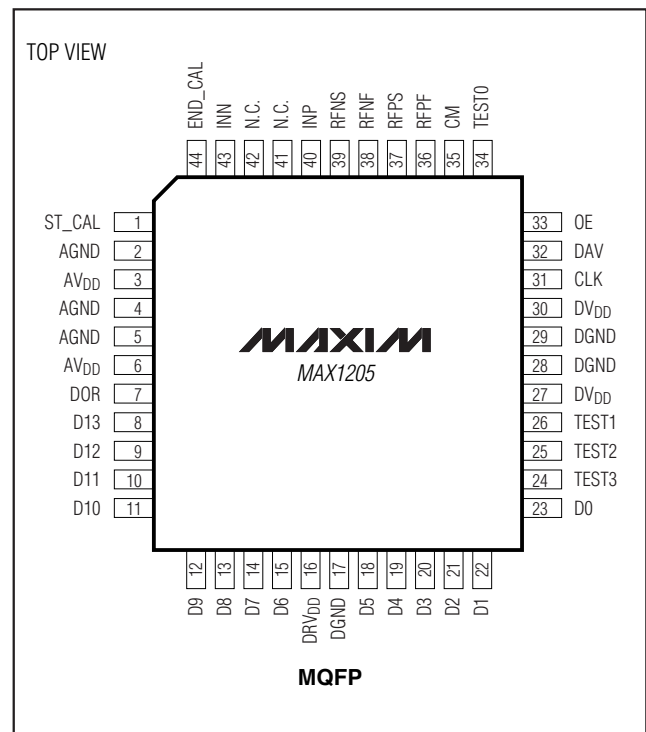 TOP VIEW
END_CAL
INN
N.C.
N.C.
INP
RFNS
RFNF
RFPS
RFPF
CM
TEST0
44
43
42
41
40
39
38
37
36
35
34
ST_CAL 1
AGND 2
AVDD 3
AGND 4
AGND 5
AVDD 6
DOR 7
D13 8
D12 9
D11 10
D10 11
MAXIM
MAX1205
33 OE
32 DAV
31 CLK
30 DVDD
29 DGND
28 DGND
27 DVDD
26 TEST1
25 TEST2
24 TEST3
23 D0
12
13
14
15
16
17
18
19
20
21
22
D9
D8
D7
D6
DRVDD
DGND
D5
D4
D3
D2
D1
MQFP